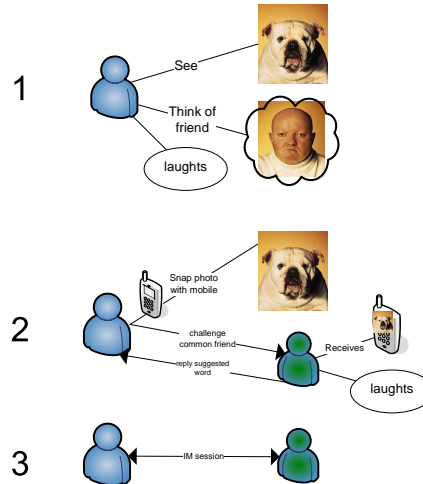 1
See
Think of
friend
laughts
2
Snap photo
with mobile
challenge
common friend
Receives
reply suggested
word
laughts
3
IM session